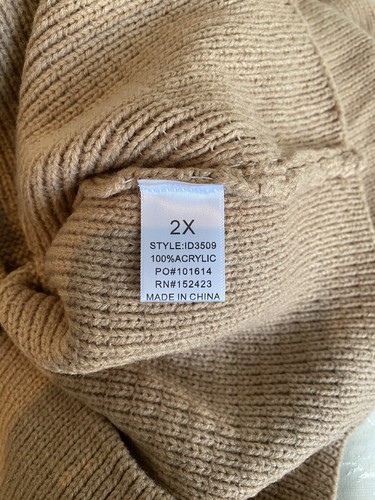 2X
STYLE:ID3509
100%ACRYLIC
PO#101614
RN#152423
MADE IN CHINA